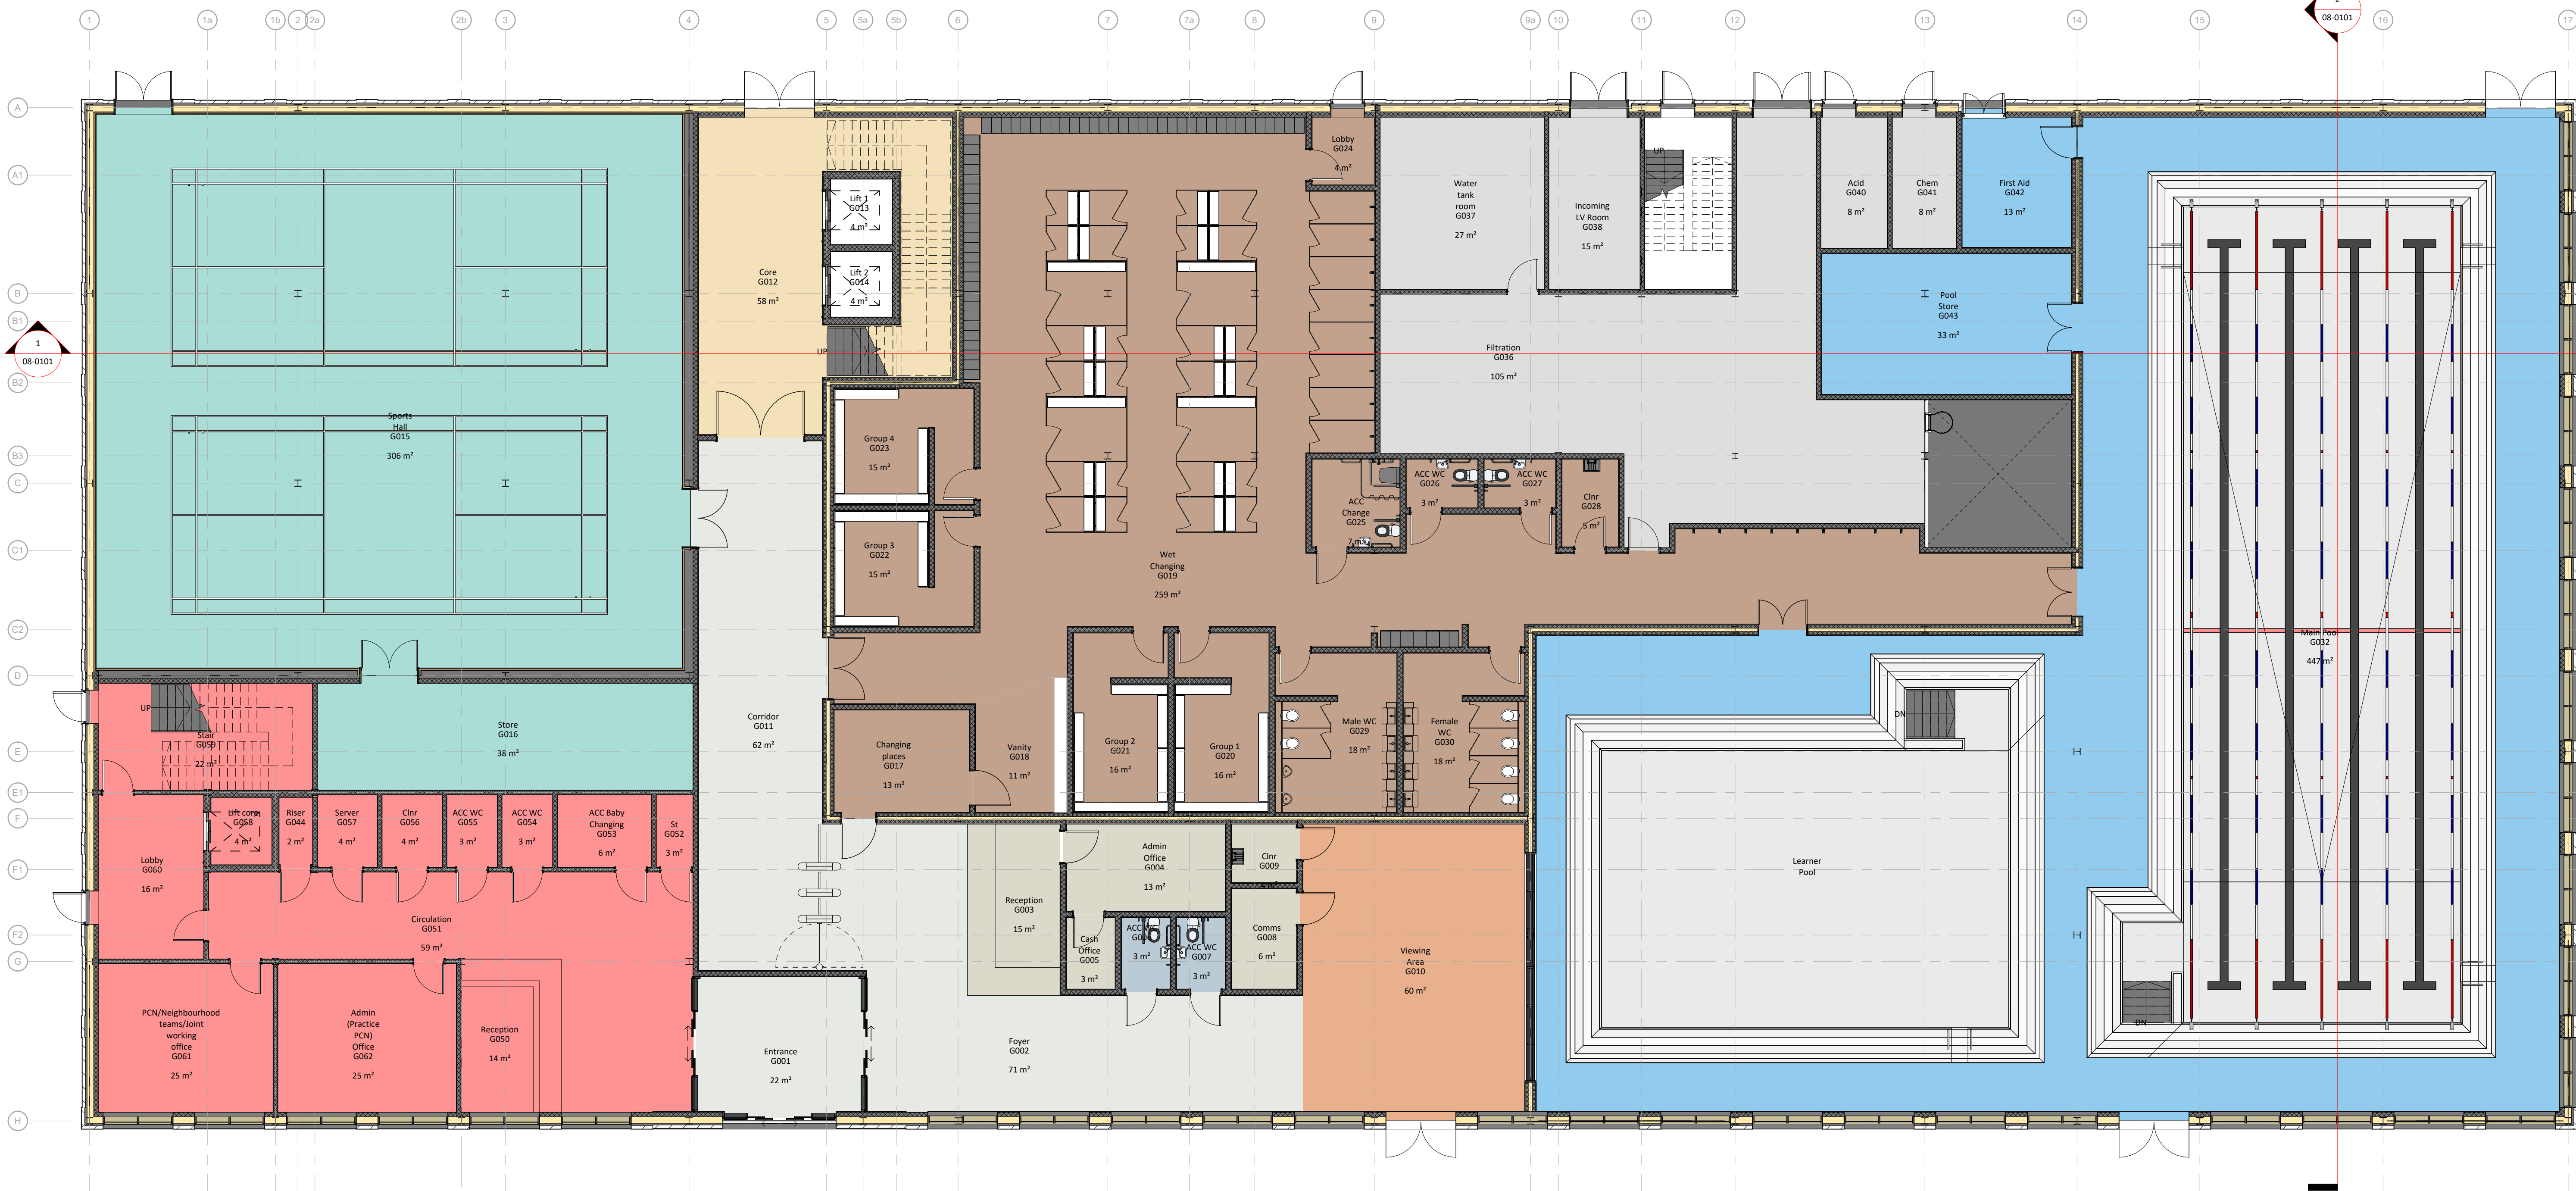 1
1a
1b
2
2a
2b
3
4
5
5a
5b
6
7
7a
8
9
9a
10
11
12
13
14
15
16
17
08-0101
A
A1
B
B1
1
08-0101
B2
B3
C
C1
C2
D
E
E1
F
F1
F2
G
H
Sports
Hall
G015
306 m²
Core
G012
58 m²
Lift 1
G013
4 m²
Lift 2
G014
4 m²
UP
Lobby
G024
4 m²
Water
tank
room
G037
27 m²
Incoming
LV Room
G038
15 m²
UP
Acid
G040
8 m²
Chem
G041
8 m²
First Aid
G042
13 m²
Pool
Store
G043
33 m²
Filtration
G036
105 m²
Group 4
G023
15 m²
Group 3
G022
15 m²
Wet
Changing
G019
259 m²
ACC
Change
G025
7 m²
ACC WC
G026
3 m²
ACC WC
G027
3 m²
Clnr
G028
5 m²
Main Pool
G032
447 m²
Store
G016
38 m²
UP
Stair
G059
22 m²
Corridor
G011
62 m²
Changing
places
G017
13 m²
Vanity
G018
11 m²
Group 2
G021
16 m²
Group 1
G020
16 m²
Male WC
G029
18 m²
Female
WC
G030
18 m²
DN
Learner
Pool
DN
Lift corp
G058
4 m²
Riser
G044
2 m²
Server
G057
4 m²
Clnr
G056
4 m²
ACC WC
G055
3 m²
ACC WC
G054
3 m²
ACC Baby
Changing
G053
6 m²
St
G052
3 m²
Lobby
G060
16 m²
Circulation
G051
59 m²
Reception
G003
15 m²
Admin
Office
G004
13 m²
Clnr
G009
Cash
Office
G005
3 m²
ACC WC
G006
3 m²
ACC WC
G007
3 m²
Comms
G008
6 m²
Viewing
Area
G010
60 m²
PCN/Neighbourhood
teams/Joint
working
office
G061
25 m²
Admin
(Practice
PCN)
Office
G062
25 m²
Reception
G050
14 m²
Entrance
G001
22 m²
Foyer
G002
71 m²